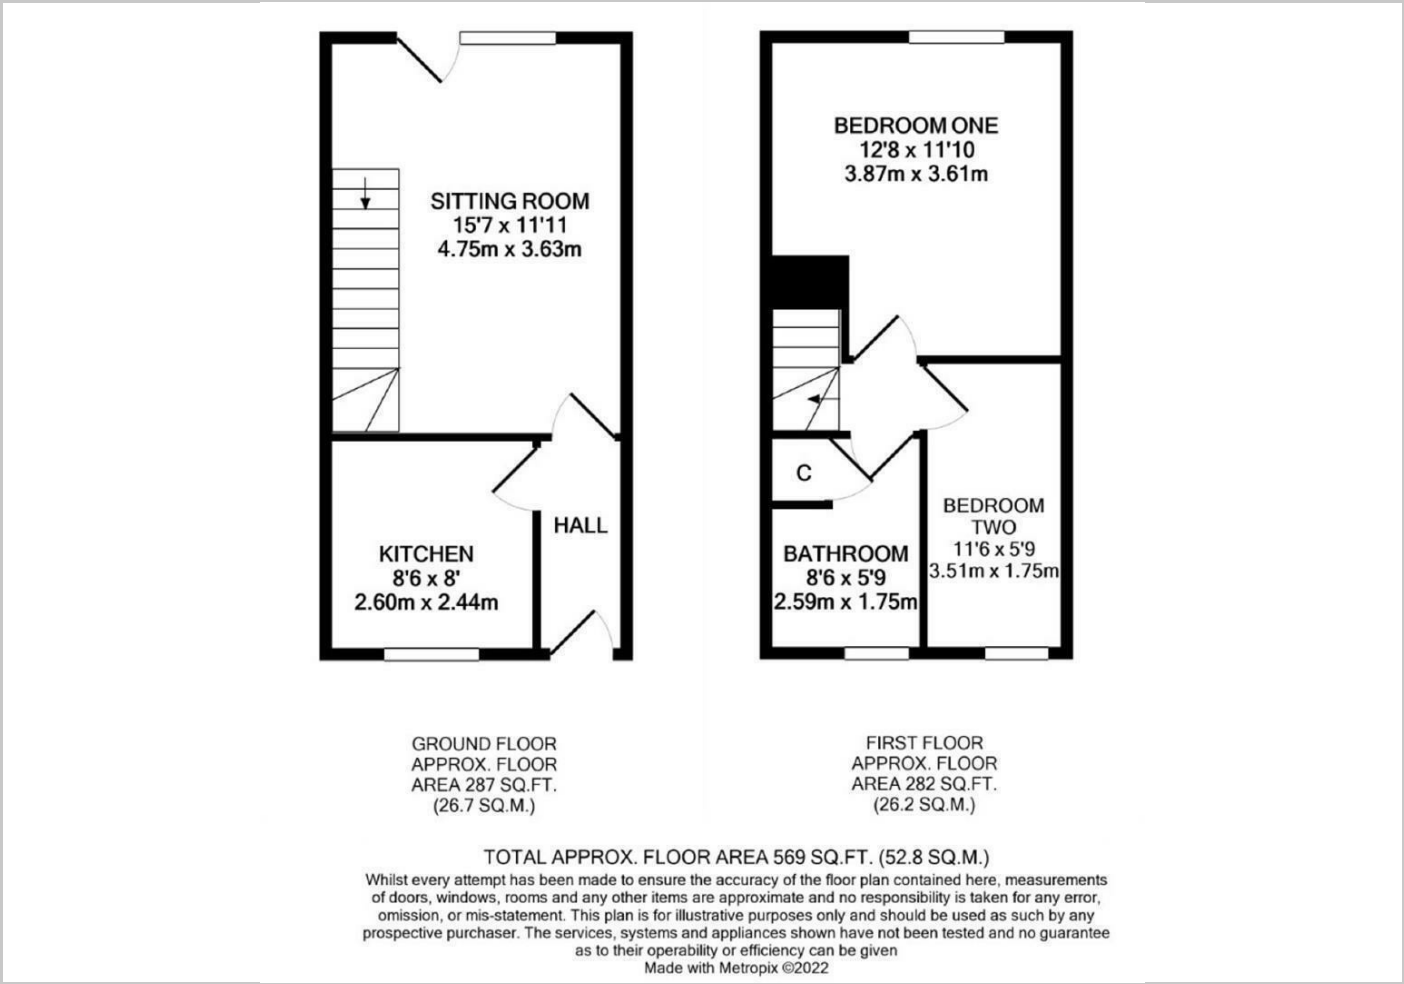 SITTING ROOM
15'7 x 11'11
4.75m x 3.63m
KITCHEN
8'6 x 8'
2.60m x 2.44m
HALL
GROUND FLOOR
APPROX. FLOOR
AREA 287 SQ.FT.
(26.7 SQ.M.)
BEDROOM ONE
12'8 x 11'10
3.87m x 3.61m
C
BATHROOM
8'6 x 5'9
2.59m x 1.75m
BEDROOM
TWO
11'6 x 5'9
3.51m x 1.75m
FIRST FLOOR
APPROX. FLOOR
AREA 282 SQ.FT.
(26.2 SQ.M.)
TOTAL APPROX. FLOOR AREA 569 SQ.FT. (52.8 SQ.M.)
Whilst every attempt has been made to ensure the accuracy of the floor plan contained here, measurements
of doors, windows, rooms and any other items are approximate and no responsibility is taken for any error,
omission, or mis-statement. This plan is for illustrative purposes only and should be used as such by any
prospective purchaser. The services, systems and appliances shown have not been tested and no guarantee
as to their operability or efficiency can be given
Made with Metropix ©2022